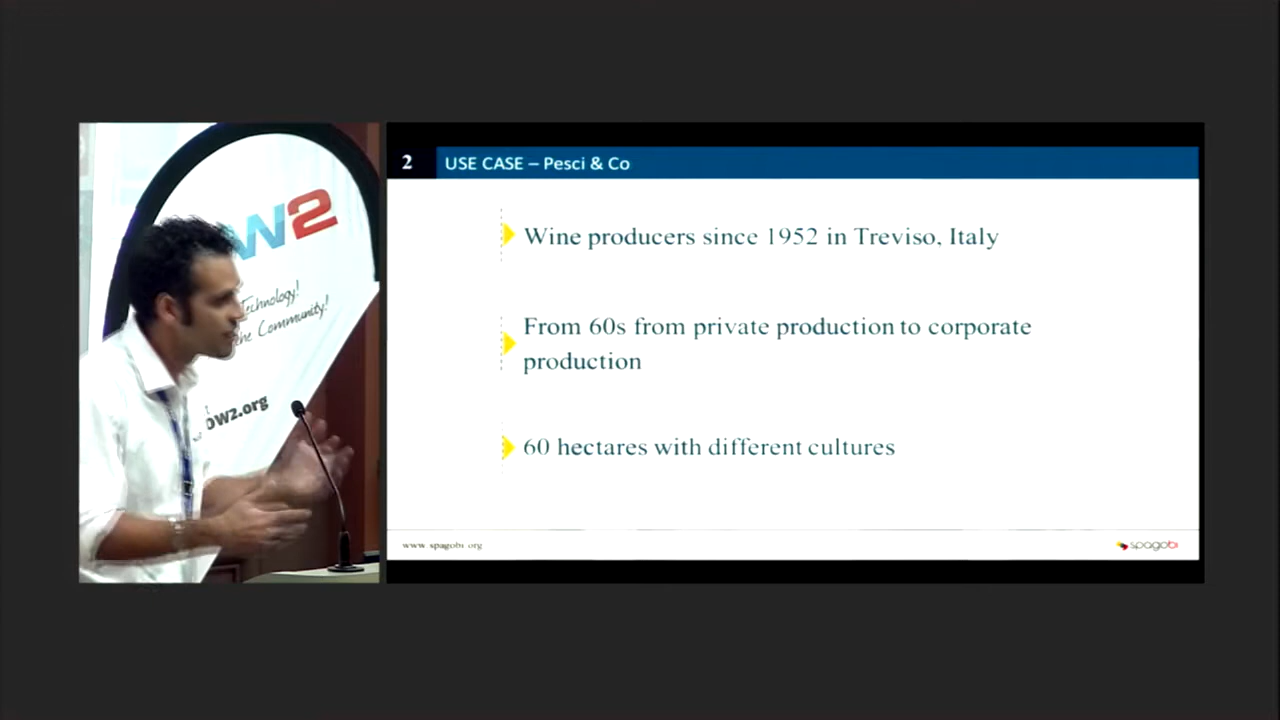 W2
Technology!
the Community!
ow2.org
2
USE CASE – Pesci & Co
Wine producers since 1952 in Treviso, Italy
From 60s from private production to corporate
production
60 hectares with different cultures
www.spagobi.org
spagobi